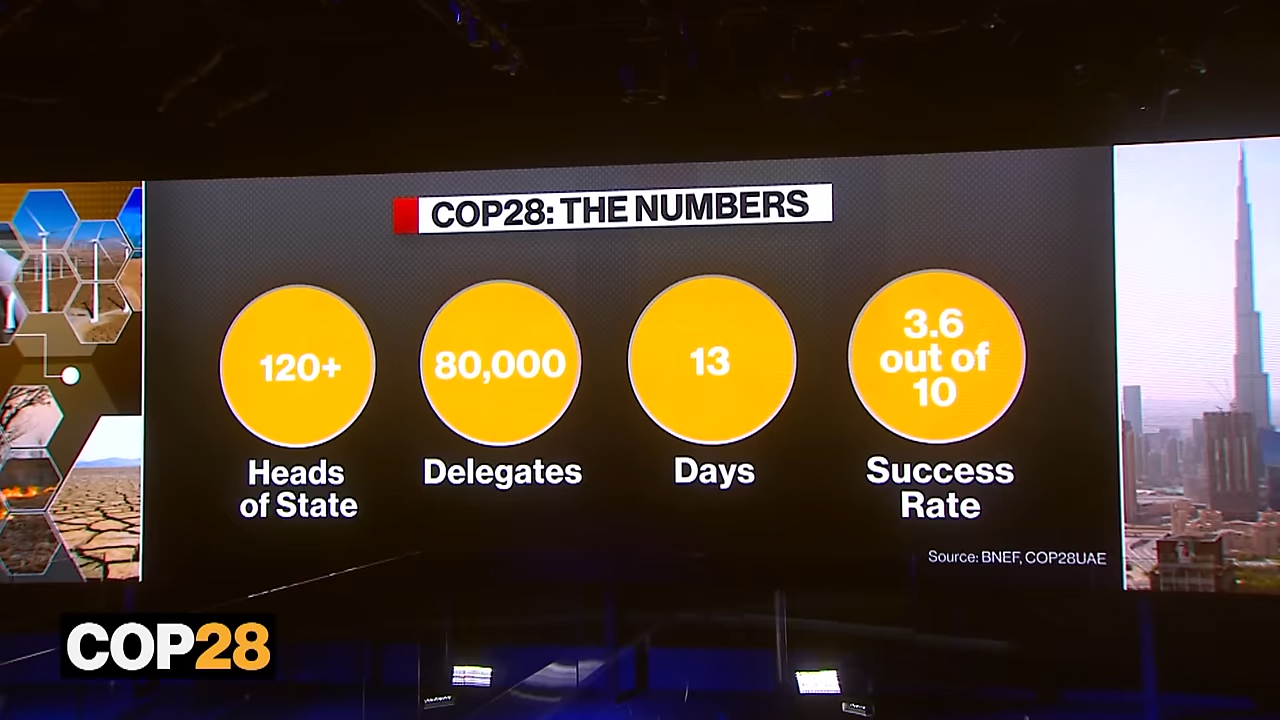 COP28: THE NUMBERS
120+
Heads
of State
80,000
Delegates
13
Days
3.6
out of
10
Success
Rate
Source: BNEF, COP28UAE
COP28